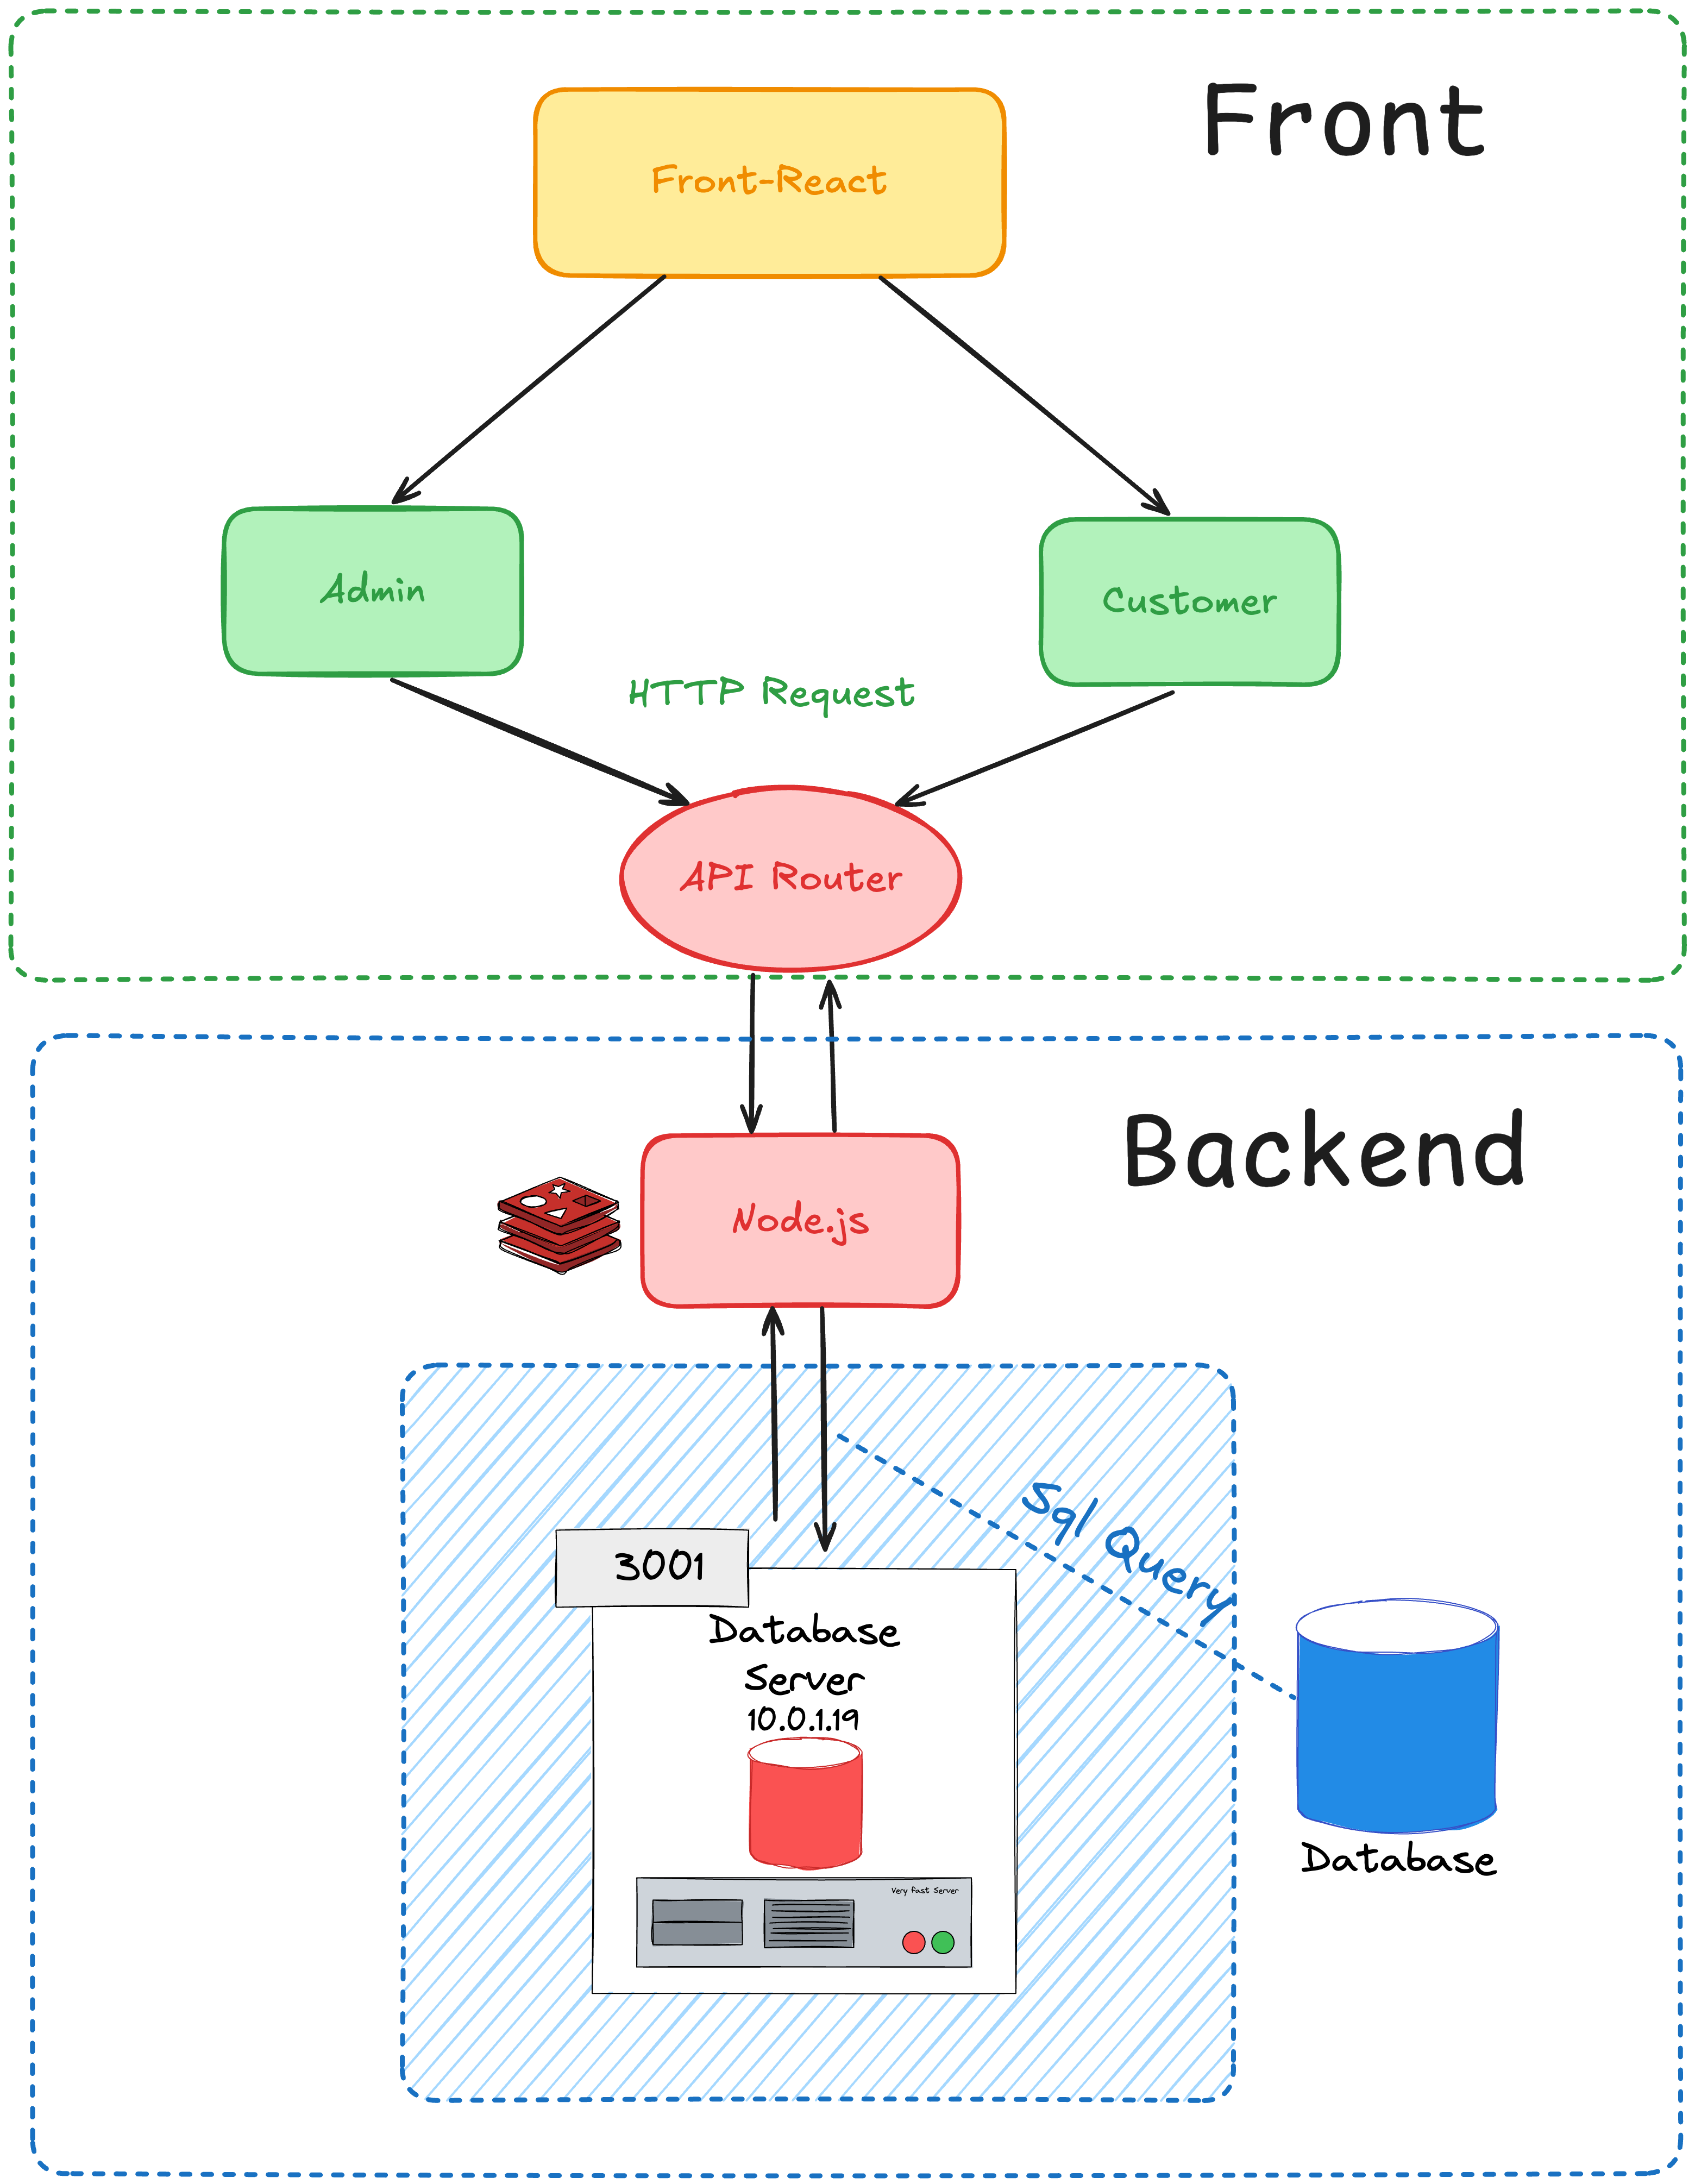 Front
Front-React
Admin
Customer
HTTP Request
API Router
Backend
Node.js
Sql Query
3001
Database
Server
10.0.1.19
Very fast Server
Database